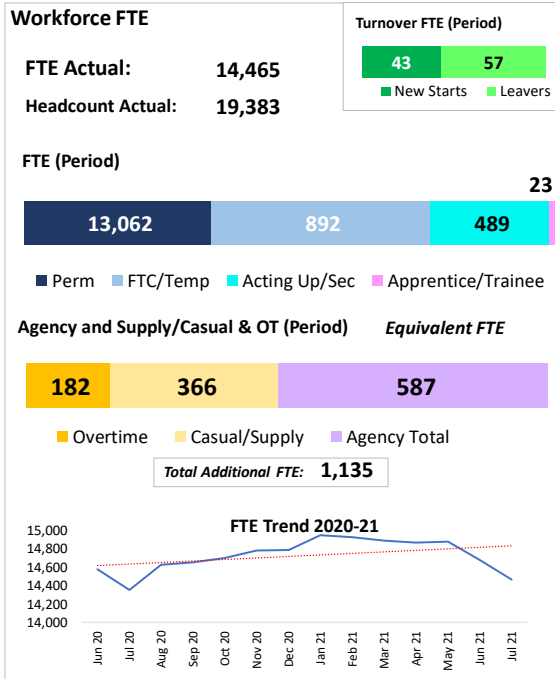 Workforce FTE
Turnover FTE (Period)
FTE Actual: 14,465
43 57
New Starts Leavers
Headcount Actual: 19,383
FTE (Period)
23
13,062 892 489
Perm FTC/Temp Acting Up/Sec Apprentice/Trainee
Agency and Supply/Casual & OT (Period) Equivalent FTE
182 366 587
Overtime Casual/Supply Agency Total
Total Additional FTE: 1,135
FTE Trend 2020-21
15,000
14,800
14,600
14,400
14,200
14,000
Jun 20
Jul 20
Aug 20
Sep 20
Oct 20
Nov 20
Dec 20
Jan 21
Feb 21
Mar 21
Apr 21
May 21
Jun 21
Jul 21